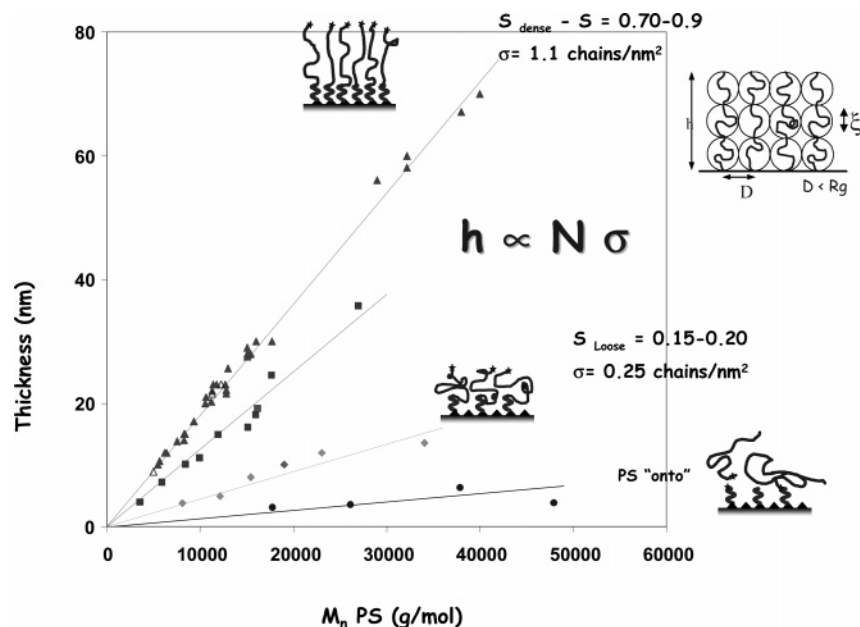 S dense - S = 0.70-0.9
σ= 1.1 chains/nm²
80
60
40
20
0
Thickness (nm)
h
ξ
D
D < Rg
h ∝ N σ
S Loose = 0.15-0.20
σ= 0.25 chains/nm²
PS "onto"
0
10000
20000
30000
40000
50000
60000
Mn PS (g/mol)